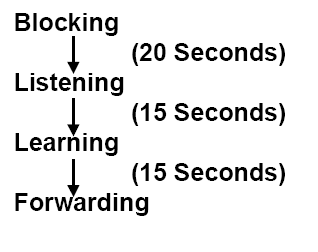 Blocking
(20 Seconds)
Listening
(15 Seconds)
Learning
(15 Seconds)
Forwarding